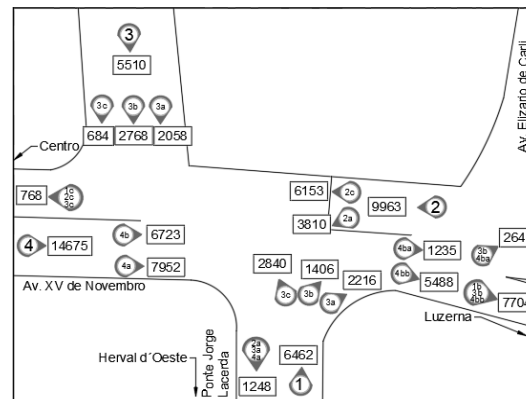 3
5510
3c 3b 3a
684 2768 2058
Centro
Av. Elizario de Carli
768
1c
2c
3c
6153 2c
9963 2
3810 2a
4 14675
4b 6723
4a 7952
Av. XV de Novembro
4ba 1235
4bb 5488
3b
4ba
264
1b
3b
4bb
7704
Luzerna
2840 1406 2216
3c 3b 3a
Herval d´Oeste
Ponte Jorge
Lacerda
2a
3a
4a
1248
6462
1